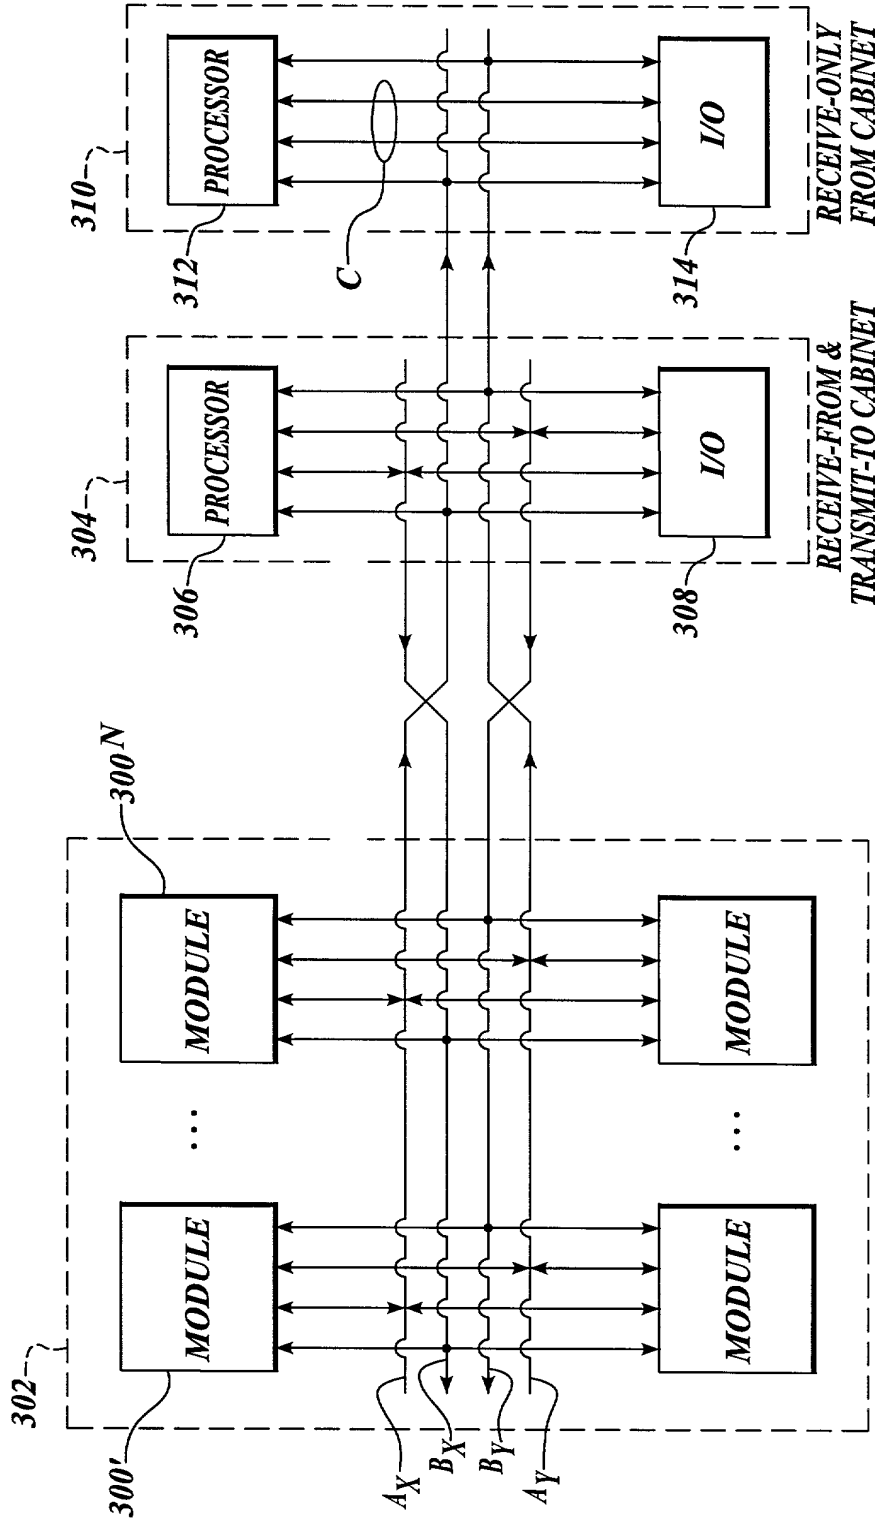 302
300'
MODULE
...
MODULE
300N
304
306
PROCESSOR
310
312
PROCESSOR
C
AX
BX
BY
AY
MODULE
...
MODULE
308
I/O
RECEIVE-FROM &
TRANSMIT-TO CABINET
314
I/O
RECEIVE-ONLY
FROM CABINET